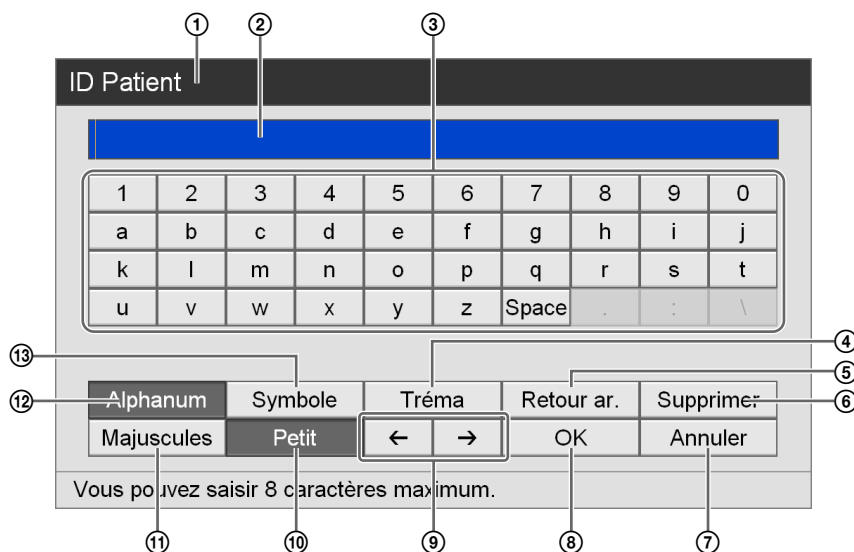 ① ② ③
ID Patient
1 2 3 4 5 6 7 8 9 0
a b c d e f g h i j
k l m n o p q r s t
u v w x y z Space . : \
④
⑬
⑤
⑫ Alphanum Symbole Tréma Retour ar. Supprimer ⑥
Majuscules Petit ← → OK Annuler
Vous pouvez saisir 8 caractères maximum.
⑪ ⑩ ⑨ ⑧ ⑦